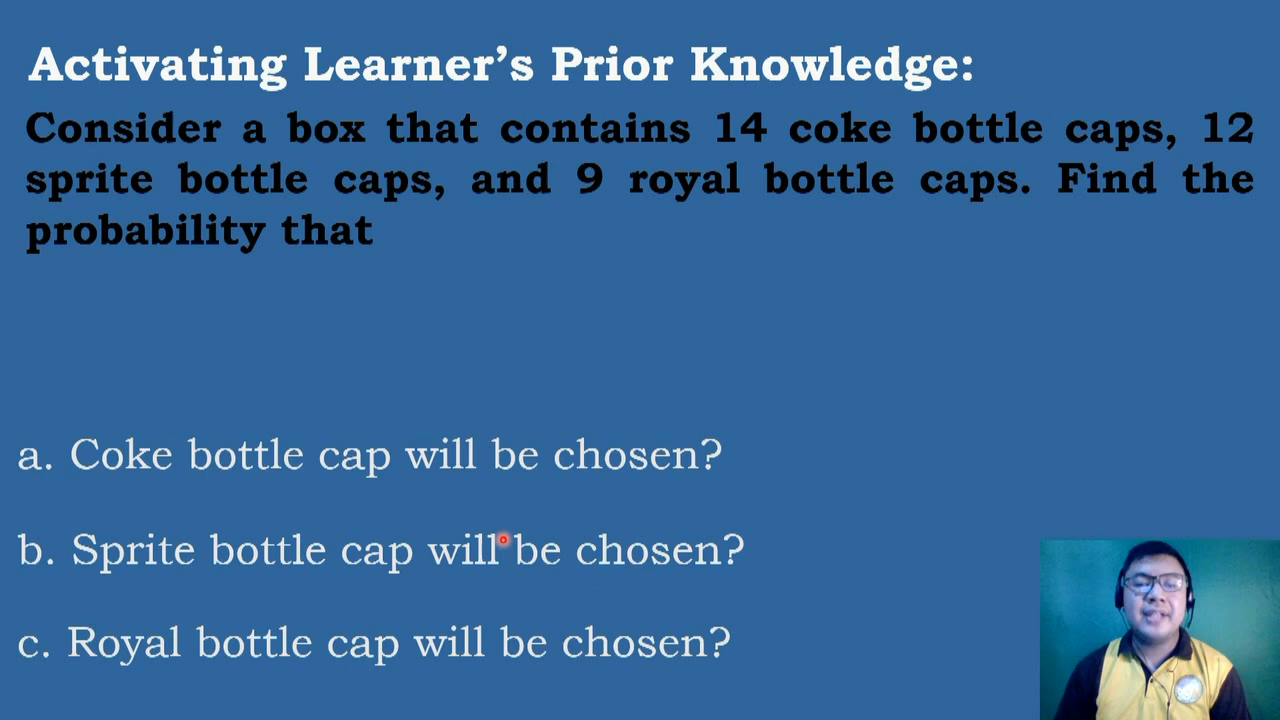 Activating Learner's Prior Knowledge:
Consider a box that contains 14 coke bottle caps, 12
sprite bottle caps, and 9 royal bottle caps. Find the
probability that
a. Coke bottle cap will be chosen?
b. Sprite bottle cap will be chosen?
c. Royal bottle cap will be chosen?